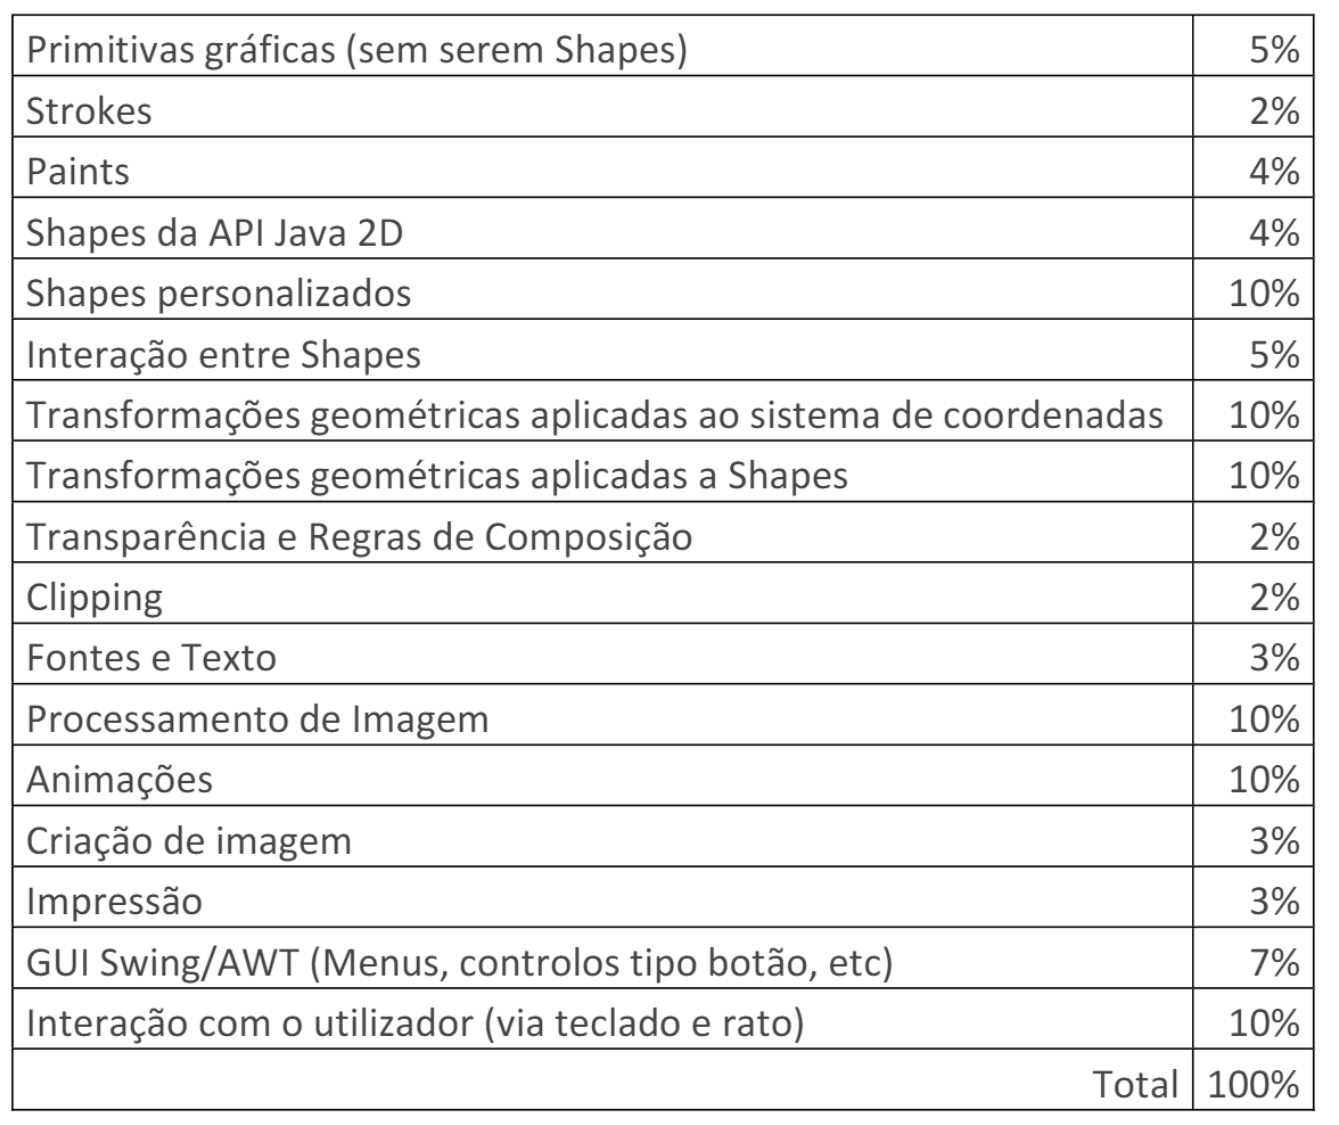 Primitivas gráficas (sem serem Shapes) 5%
Strokes 2%
Paints 4%
Shapes da API Java 2D 4%
Shapes personalizados 10%
Interação entre Shapes 5%
Transformações geométricas aplicadas ao sistema de coordenadas 10%
Transformações geométricas aplicadas a Shapes 10%
Transparência e Regras de Composição 2%
Clipping 2%
Fontes e Texto 3%
Processamento de Imagem 10%
Animações 10%
Criação de imagem 3%
Impressão 3%
GUI Swing/AWT (Menus, controlos tipo botão, etc) 7%
Interação com o utilizador (via teclado e rato) 10%
Total 100%